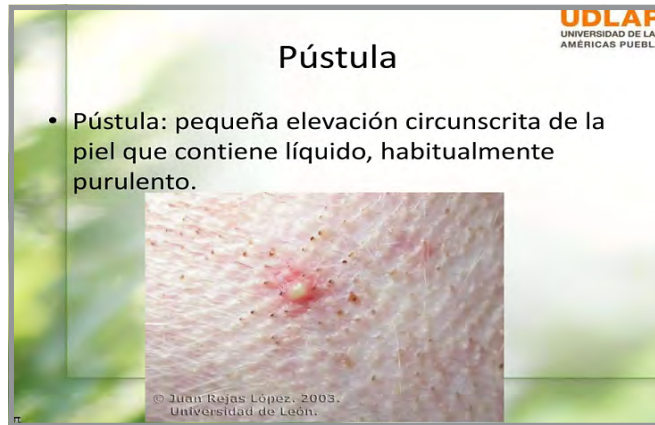 UDLAP
UNIVERSIDAD DE LA
AMÉRICAS PUEBL
Pústula
• Pústula: pequeña elevación circunscrita de la
piel que contiene líquido, habitualmente
purulento.
© Juan Rejas López. 2003.
Universidad de León.
π